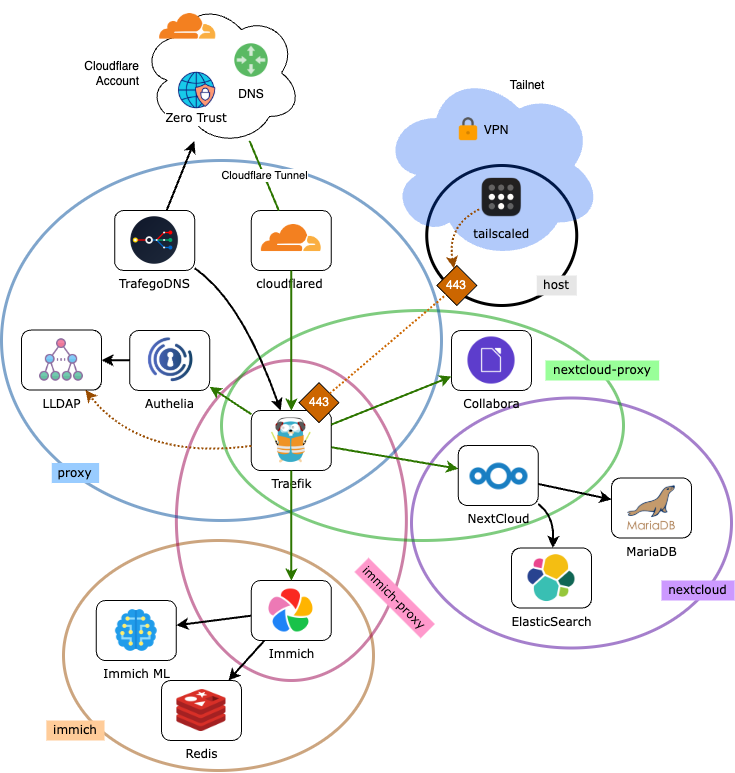 Cloudflare
Account
DNS
Zero Trust
Tailnet
VPN
Cloudflare Tunnel
tailscaled
TrafegoDNS
cloudflared
443
host
nextcloud-proxy
LLDAP
Authelia
443
Collabora
proxy
Traefik
NextCloud
MariaDB
MariaDB
immich-proxy
nextcloud
ElasticSearch
Immich
Immich ML
immich
Redis